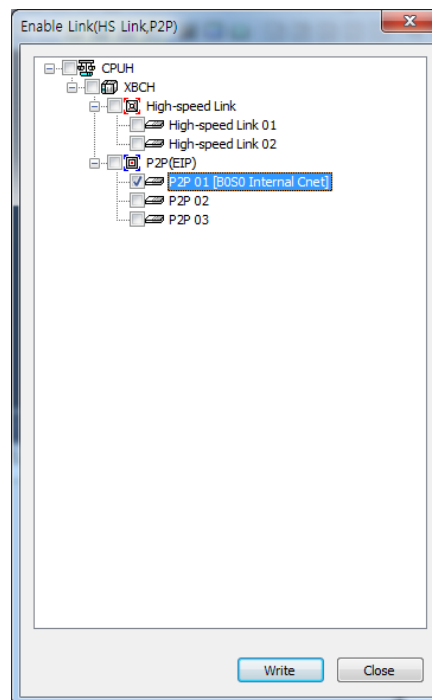 Enable Link(HS Link,P2P)
CPUH
XBCH
High-speed Link
High-speed Link 01
High-speed Link 02
P2P(EIP)
P2P 01 [B0S0 Internal Cnet]
P2P 02
P2P 03
Write
Close